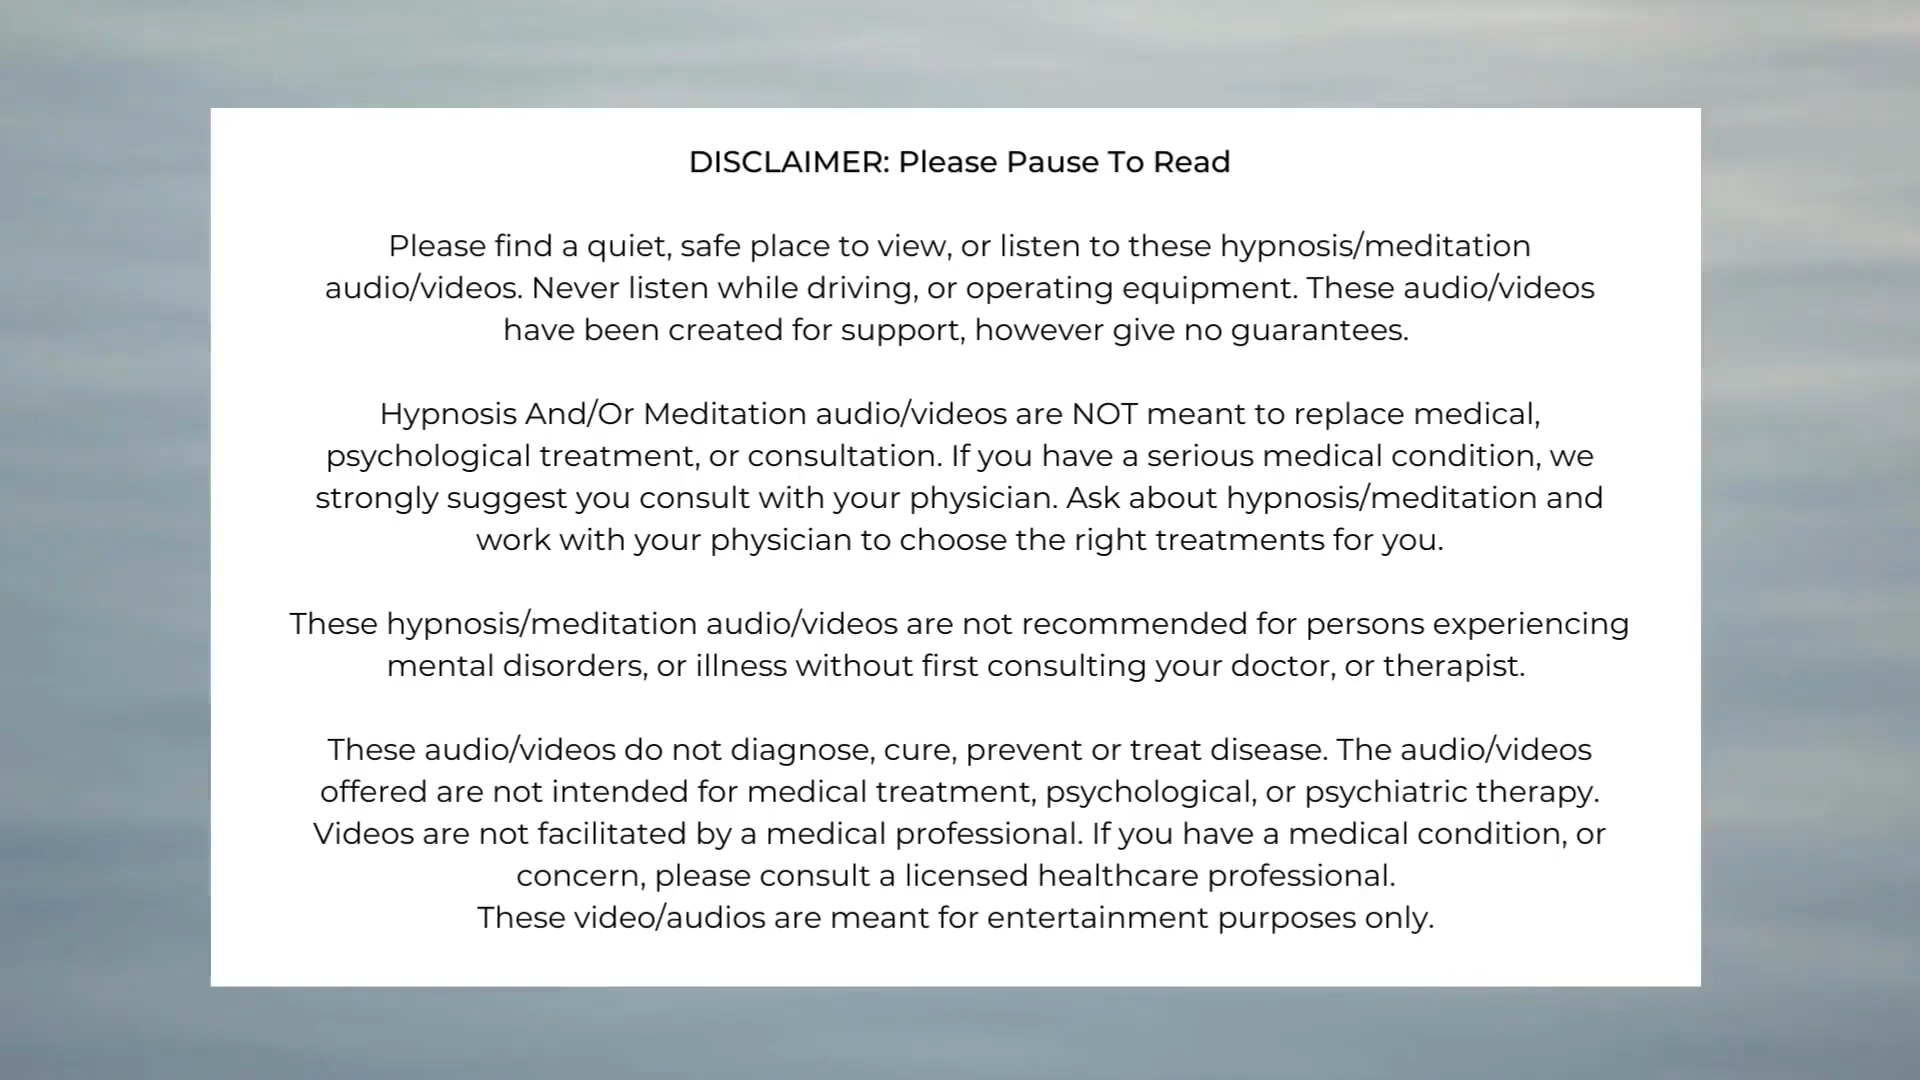 DISCLAIMER: Please Pause To Read
Please find a quiet, safe place to view, or listen to these hypnosis/meditation
audio/videos. Never listen while driving, or operating equipment. These audio/videos
have been created for support, however give no guarantees.
Hypnosis And/Or Meditation audio/videos are NOT meant to replace medical,
psychological treatment, or consultation. If you have a serious medical condition, we
strongly suggest you consult with your physician. Ask about hypnosis/meditation and
work with your physician to choose the right treatments for you.
These hypnosis/meditation audio/videos are not recommended for persons experiencing
mental disorders, or illness without first consulting your doctor, or therapist.
These audio/videos do not diagnose, cure, prevent or treat disease. The audio/videos
offered are not intended for medical treatment, psychological, or psychiatric therapy.
Videos are not facilitated by a medical professional. If you have a medical condition, or
concern, please consult a licensed healthcare professional.
These video/audios are meant for entertainment purposes only.